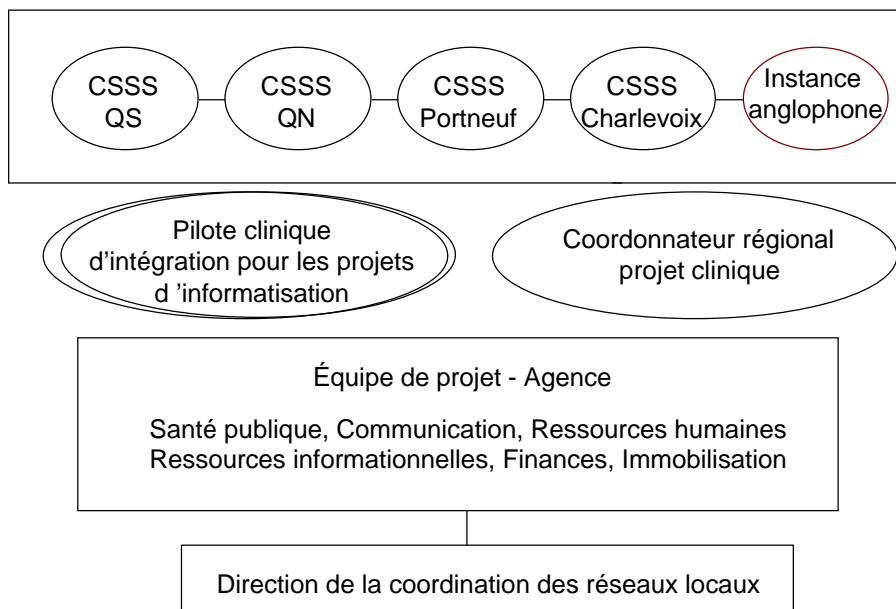 CSSS
QS
CSSS
QN
CSSS
Portneuf
CSSS
Charlevoix
Instance
anglophone
Pilote clinique
d'intégration pour les projets
d 'informatisation
Coordonnateur régional
projet clinique
Équipe de projet - Agence
Santé publique, Communication, Ressources humaines
Ressources informationnelles, Finances, Immobilisation
Direction de la coordination des réseaux locaux